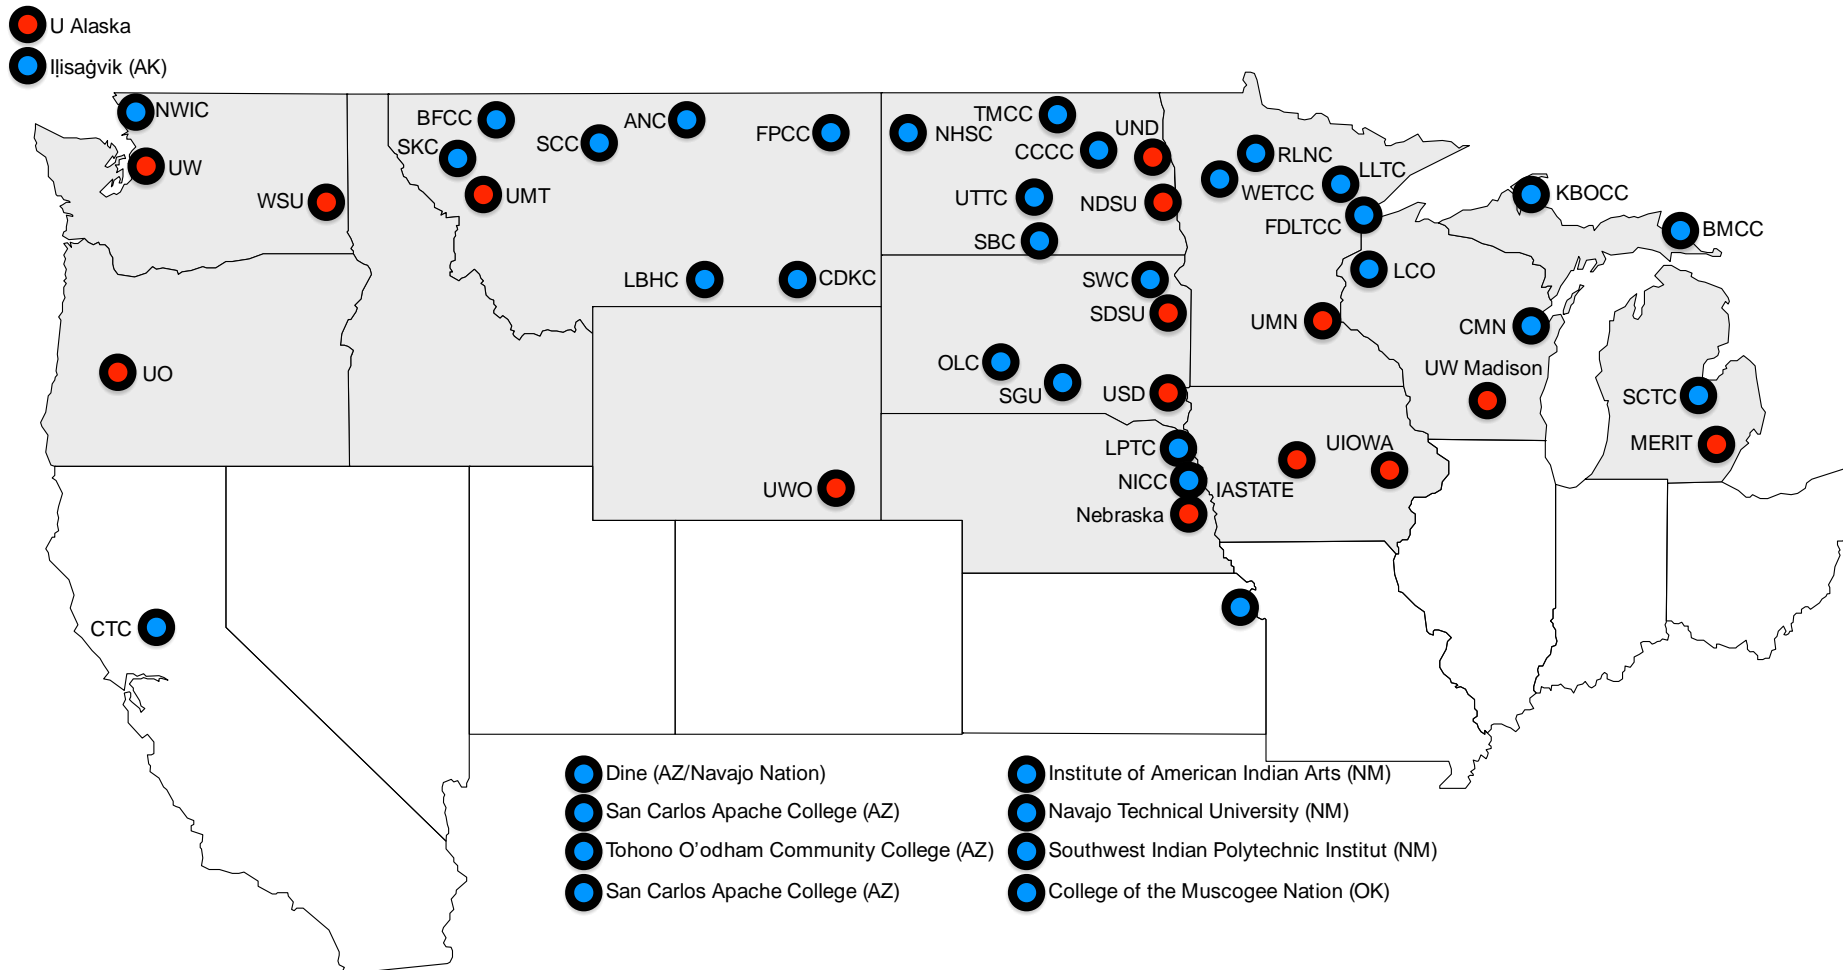 U Alaska
Iḷisaġvik (AK)
NWIC
BFCC
ANC
TMCC
UND
SKC
SCC
FPCC
NHSC
CCCC
RLNC
UW
LLTC
WETCC
WSU
UMT
UTTC
NDSU
KBOCC
FDLTCC
BMCC
SBC
LBHC
CDKC
SWC
LCO
SDSU
UMN
CMN
OLC
UO
UW Madison
SGU
USD
SCTC
LPTC
UIOWA
MERIT
NICC
UWO
IASTATE
Nebraska
CTC
Dine (AZ/Navajo Nation)
San Carlos Apache College (AZ)
Tohono O’odham Community College (AZ)
San Carlos Apache College (AZ)
Institute of American Indian Arts (NM)
Navajo Technical University (NM)
Southwest Indian Polytechnic Institut (NM)
College of the Muscogee Nation (OK)